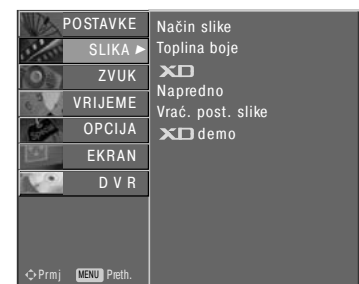 POSTAVKE
SLIKA
ZVUK
VRIJEME
OPCIJA
EKRAN
D V R
Način slike
Toplina boje
XD
Napredno
Vrać. post. slike
XD demo
Prmj MENU Preth.